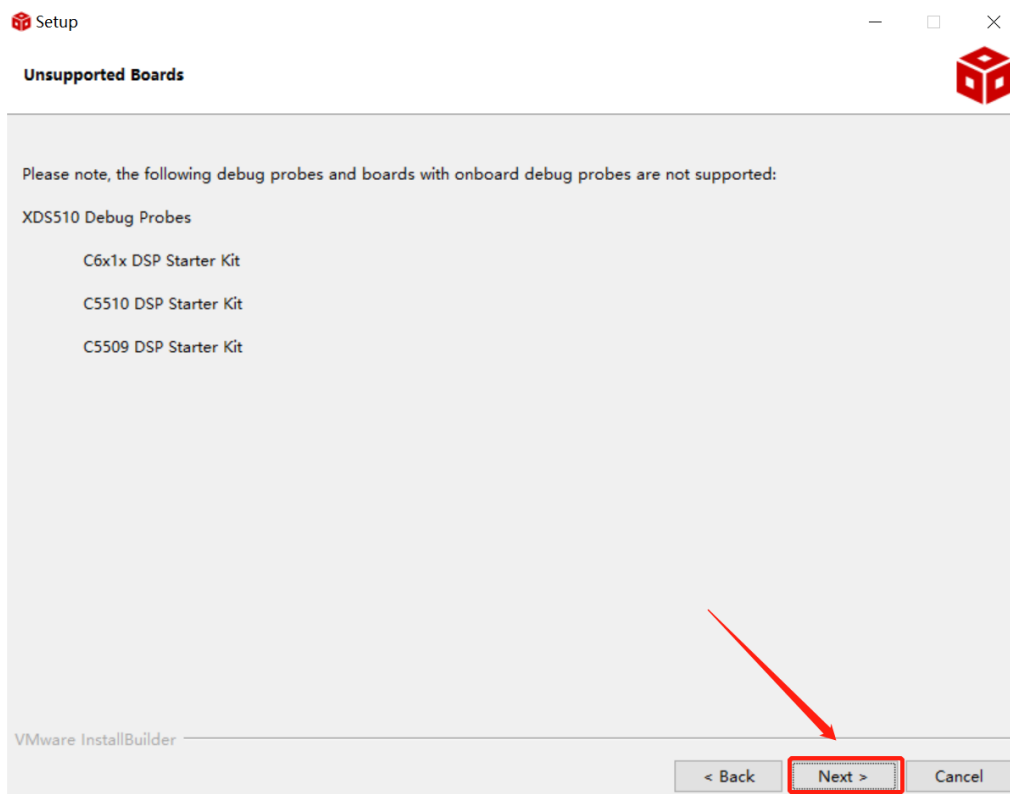 Setup
Unsupported Boards
Please note, the following debug probes and boards with onboard debug probes are not supported:
XDS510 Debug Probes
C6x1x DSP Starter Kit
C5510 DSP Starter Kit
C5509 DSP Starter Kit
VMware InstallBuilder
< Back Next > Cancel